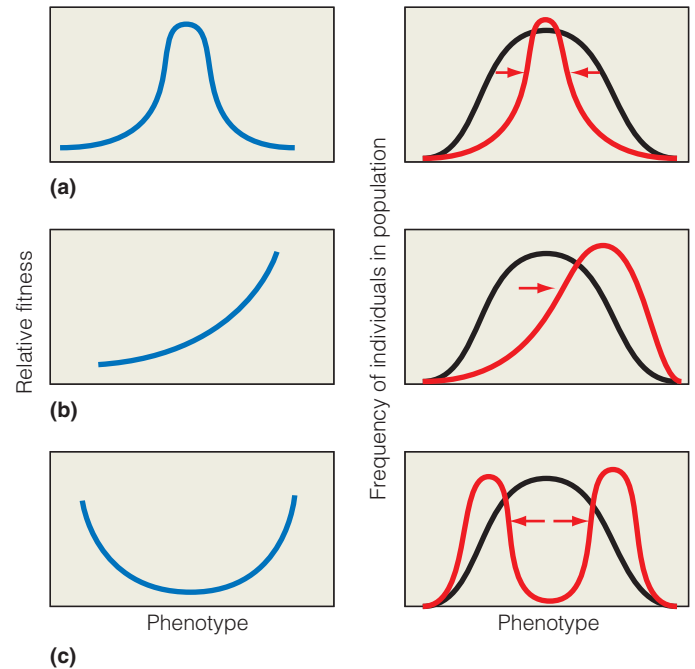 (a)
Relative fitness
Frequency of individuals in population
(b)
Phenotype
Phenotype
(c)